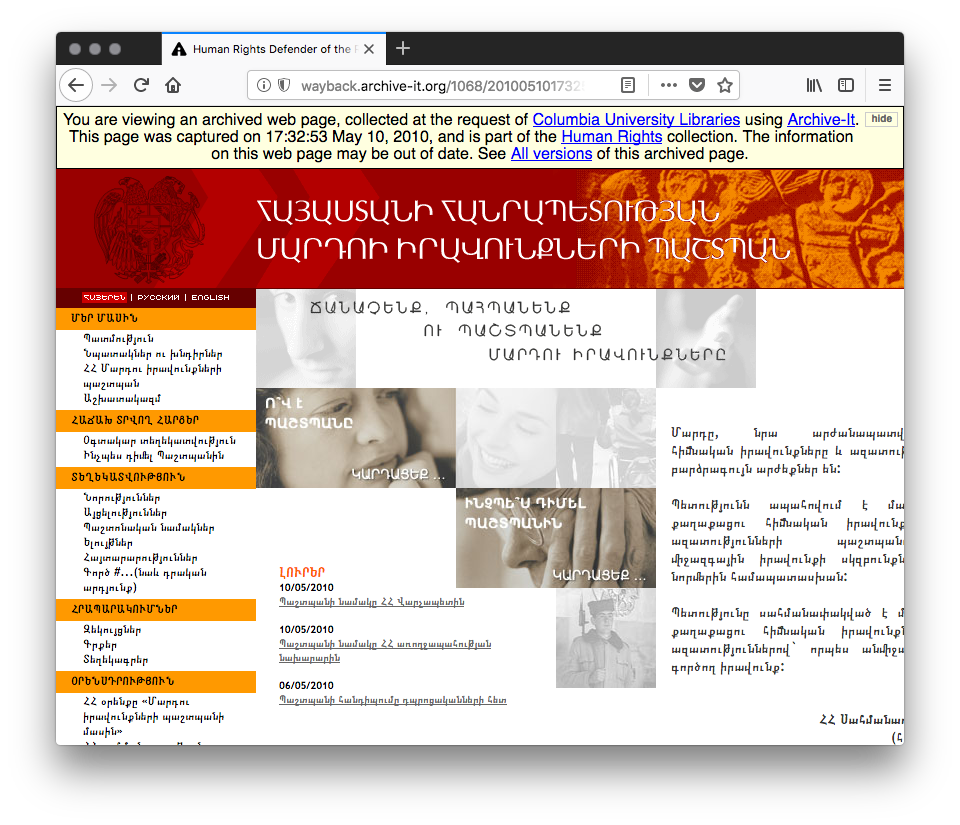 Human Rights Defender of the
wayback.archive-it.org/1068/2010051017325
You are viewing an archived web page, collected at the request of Columbia University Libraries using Archive-It.
hide
This page was captured on 17:32:53 May 10, 2010, and is part of the Human Rights collection. The information
on this web page may be out of date. See All versions of this archived page.
ՀԱՅԱՍՏԱՆԻ ՀԱՆՐԱՊԵՏՈՒԹՅԱՆ
ՄԱՐԴՈՒ ԻՐԱՎՈՒՆՔՆԵՐԻ ՊԱՇՏՊԱՆ
ՀԱՅԵՐԵՆ | РУССКИЙ | ENGLISH
ՄԵՐ ՄԱՍԻՆ
Պատմություն
Նպատակներ ու խնդիրներ
ՀՀ Մարդու իրավունքների
պաշտպան
Աշխատակազմ
ՀԱՃԱԽ ՏՐՎՈՂ ՀԱՐՑԵՐ
Օգտակար տեղեկատվություն
Ինչպես դիմել Պաշտպանին
ՏԵՂԵԿԱՏՎՈՒԹՅՈՒՆ
Նորություններ
Այցելություններ
Պաշտոնական նամակներ
Ելույթներ
Հայտարարություններ
Գործ #...(նաև դրական
արդյունք)
ՀՐԱՊԱՐԱԿՈՒՄՆԵՐ
Զեկույցներ
Գրքեր
Տեղեկագրեր
ՕՐԵՆՍԴՐՈՒԹՅՈՒՆ
ՀՀ օրենքը «Մարդու
իրավունքների պաշտպանի
մասին»
ՃԱՆԱՉԵՆՔ, ՊԱՀՊԱՆԵՆՔ
ՈՒ ՊԱՇՏՊԱՆԵՆՔ
ՄԱՐԴՈՒ ԻՐԱՎՈՒՆՔՆԵՐԸ
Ո՞Վ Է
ՊԱՇՏՊԱՆԸ
ԿԱՐԴԱՑԵՔ ...
ԻՆՉՊԵ՞Ս ԴԻՄԵԼ
ՊԱՇՏՊԱՆԻՆ
ԿԱՐԴԱՑԵՔ ...
ԼՈՒՐԵՐ
10/05/2010
Պաշտպանի նամակը ՀՀ Վարչապետին
10/05/2010
Պաշտպանի նամակը ՀՀ առողջապահության
նախարարին
06/05/2010
Պաշտպանի հանդիպումը դպրոցականների հետ
Մարդը, նրա արժանապատվ
հիմնական իրավունքները և ազատու
բարձրագույն արժեքներ են:
Պետությունն ապահովում է մա
քաղաքացու հիմնական իրավունք
ազատությունների պաշտպան
միջազգային իրավունքի սկզբունք
նորմերին համապատասխան:
Պետությունը սահմանափակված է մ
քաղաքացու հիմնական իրավունք
ազատություններով՝ որպես անմիջա
գործող իրավունք:
ՀՀ Սահմանա